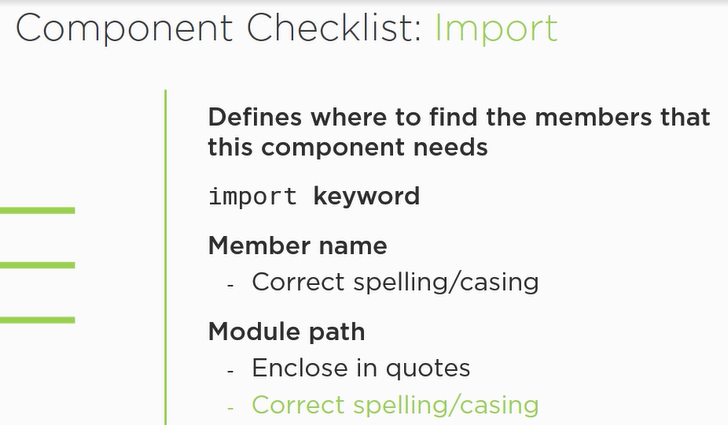 Component Checklist: Import
Defines where to find the members that
this component needs
import keyword
Member name
- Correct spelling/casing
Module path
- Enclose in quotes
- Correct spelling/casing